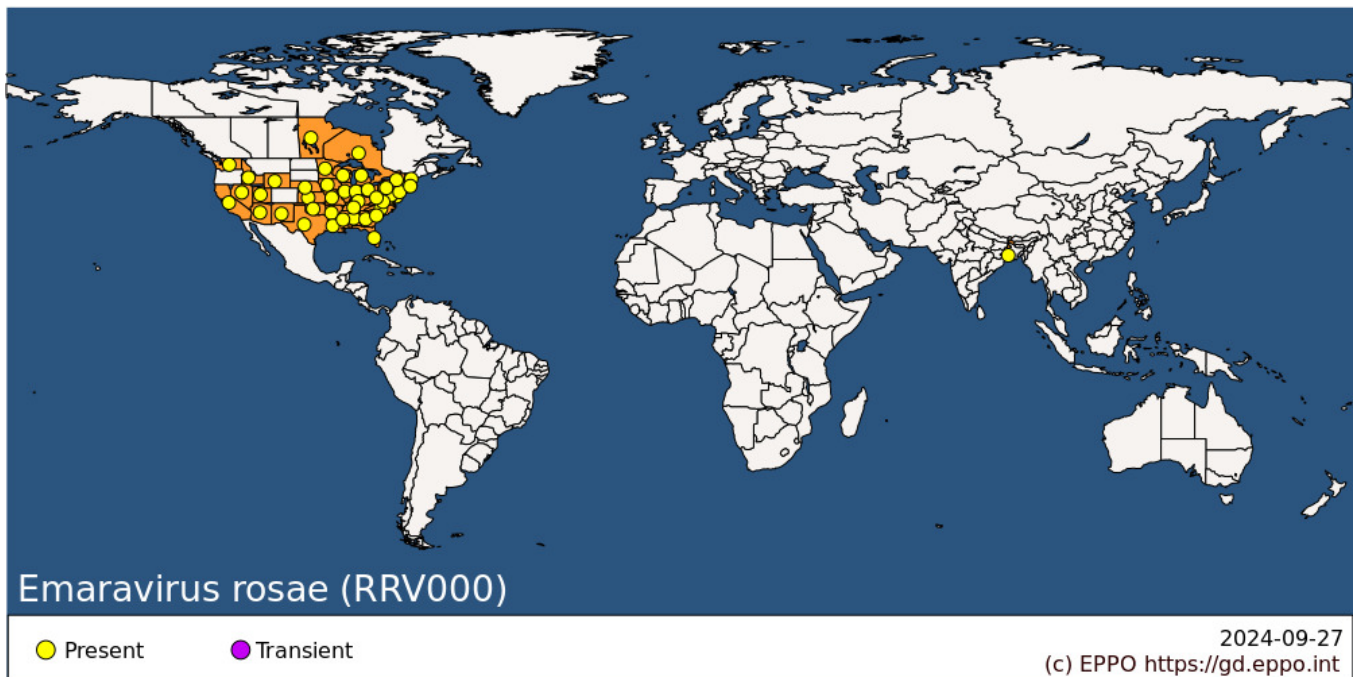 Emaravirus rosae (RRV000)
Present
Transient
2024-09-27
(c) EPPO https://gd.eppo.int